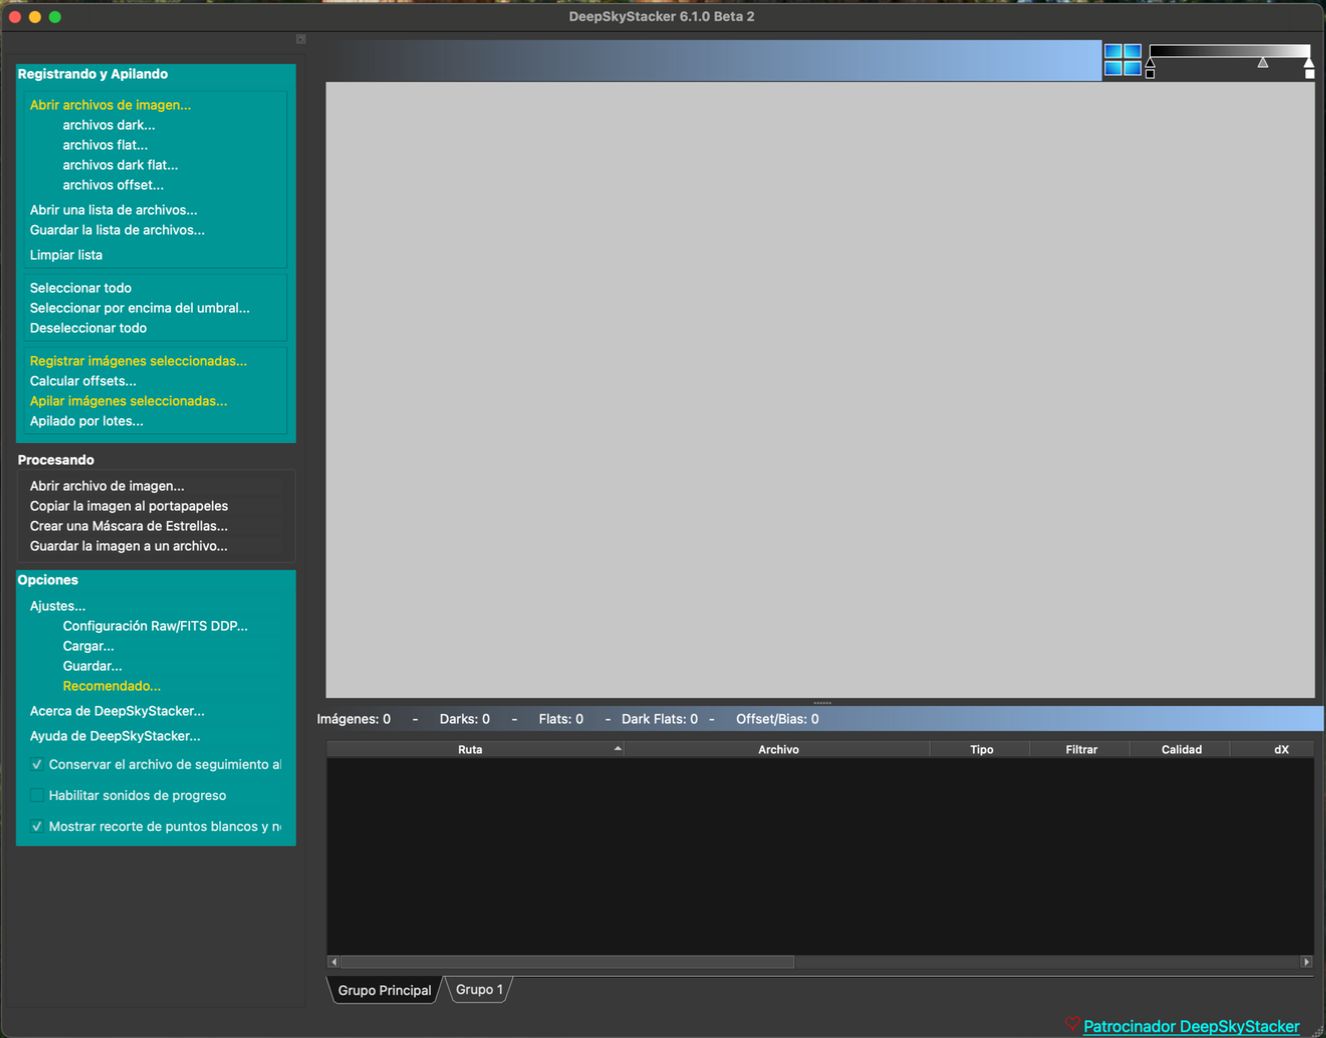 DeepSkyStacker 6.1.0 Beta 2
Registrando y Apilando
Abrir archivos de imagen...
archivos dark...
archivos flat...
archivos dark flat...
archivos offset...
Abrir una lista de archivos...
Guardar la lista de archivos...
Limpiar lista
Seleccionar todo
Seleccionar por encima del umbral...
Deseleccionar todo
Registrar imágenes seleccionadas...
Calcular offsets...
Apilar imágenes seleccionadas...
Apilado por lotes...
Procesando
Abrir archivo de imagen...
Copiar la imagen al portapapeles
Crear una Máscara de Estrellas...
Guardar la imagen a un archivo...
Opciones
Ajustes...
Configuración Raw/FITS DDP...
Cargar...
Guardar...
Recomendado...
Acerca de DeepSkyStacker...
Ayuda de DeepSkyStacker...
Conservar el archivo de seguimiento al
Habilitar sonidos de progreso
Mostrar recorte de puntos blancos y
Imágenes: 0 - Darks: 0 - Flats: 0 - Dark Flats: 0 - Offset/Bias: 0
Ruta Archivo Tipo Filtrar Calidad dX
Grupo Principal Grupo 1
Patrocinador DeepSkyStacker